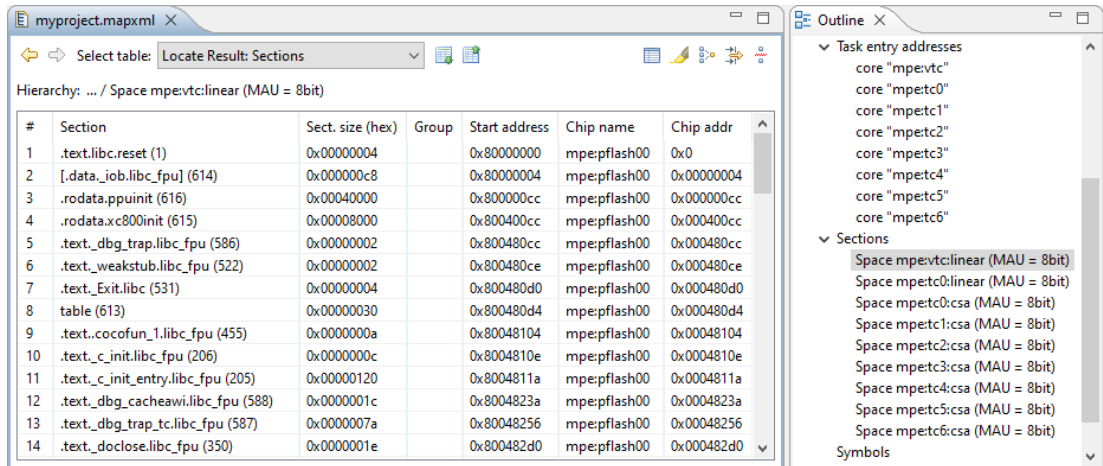 myproject.mapxml
Select table: Locate Result: Sections
Hierarchy: ... / Space mpe:vtc:linear (MAU = 8bit)
# Section Sect. size (hex) Group Start address Chip name Chip addr
1 .text.libc.reset (1) 0x00000004 0x80000000 mpe:pflash00 0x0
2 [.data._iob.libc_fpu] (614) 0x000000c8 0x80000004 mpe:pflash00 0x00000004
3 .rodata.ppuinit (616) 0x00040000 0x800000cc mpe:pflash00 0x000000cc
4 .rodata.xc800init (615) 0x00008000 0x800400cc mpe:pflash00 0x000400cc
5 .text._dbg_trap.libc_fpu (586) 0x00000002 0x800480cc mpe:pflash00 0x000480cc
6 .text._weakstub.libc_fpu (522) 0x00000002 0x800480ce mpe:pflash00 0x000480ce
7 .text._Exit.libc (531) 0x00000004 0x800480d0 mpe:pflash00 0x000480d0
8 table (613) 0x00000030 0x800480d4 mpe:pflash00 0x000480d4
9 .text..cocofun_1.libc_fpu (455) 0x0000000a 0x80048104 mpe:pflash00 0x00048104
10 .text._c_init.libc_fpu (206) 0x0000000c 0x8004810e mpe:pflash00 0x0004810e
11 .text._c_init_entry.libc_fpu (205) 0x00000120 0x8004811a mpe:pflash00 0x0004811a
12 .text._dbg_cacheawi.libc_fpu (588) 0x0000001c 0x8004823a mpe:pflash00 0x0004823a
13 .text._dbg_trap_tc.libc_fpu (587) 0x0000007a 0x80048256 mpe:pflash00 0x00048256
14 .text._doclose.libc_fpu (350) 0x0000001e 0x800482d0 mpe:pflash00 0x000482d0
Outline
Task entry addresses
core "mpe:vtc"
core "mpe:tc0"
core "mpe:tc1"
core "mpe:tc2"
core "mpe:tc3"
core "mpe:tc4"
core "mpe:tc5"
core "mpe:tc6"
Sections
Space mpe:vtc:linear (MAU = 8bit)
Space mpe:tc0:linear (MAU = 8bit)
Space mpe:tc0:csa (MAU = 8bit)
Space mpe:tc1:csa (MAU = 8bit)
Space mpe:tc2:csa (MAU = 8bit)
Space mpe:tc3:csa (MAU = 8bit)
Space mpe:tc4:csa (MAU = 8bit)
Space mpe:tc5:csa (MAU = 8bit)
Space mpe:tc6:csa (MAU = 8bit)
Symbols